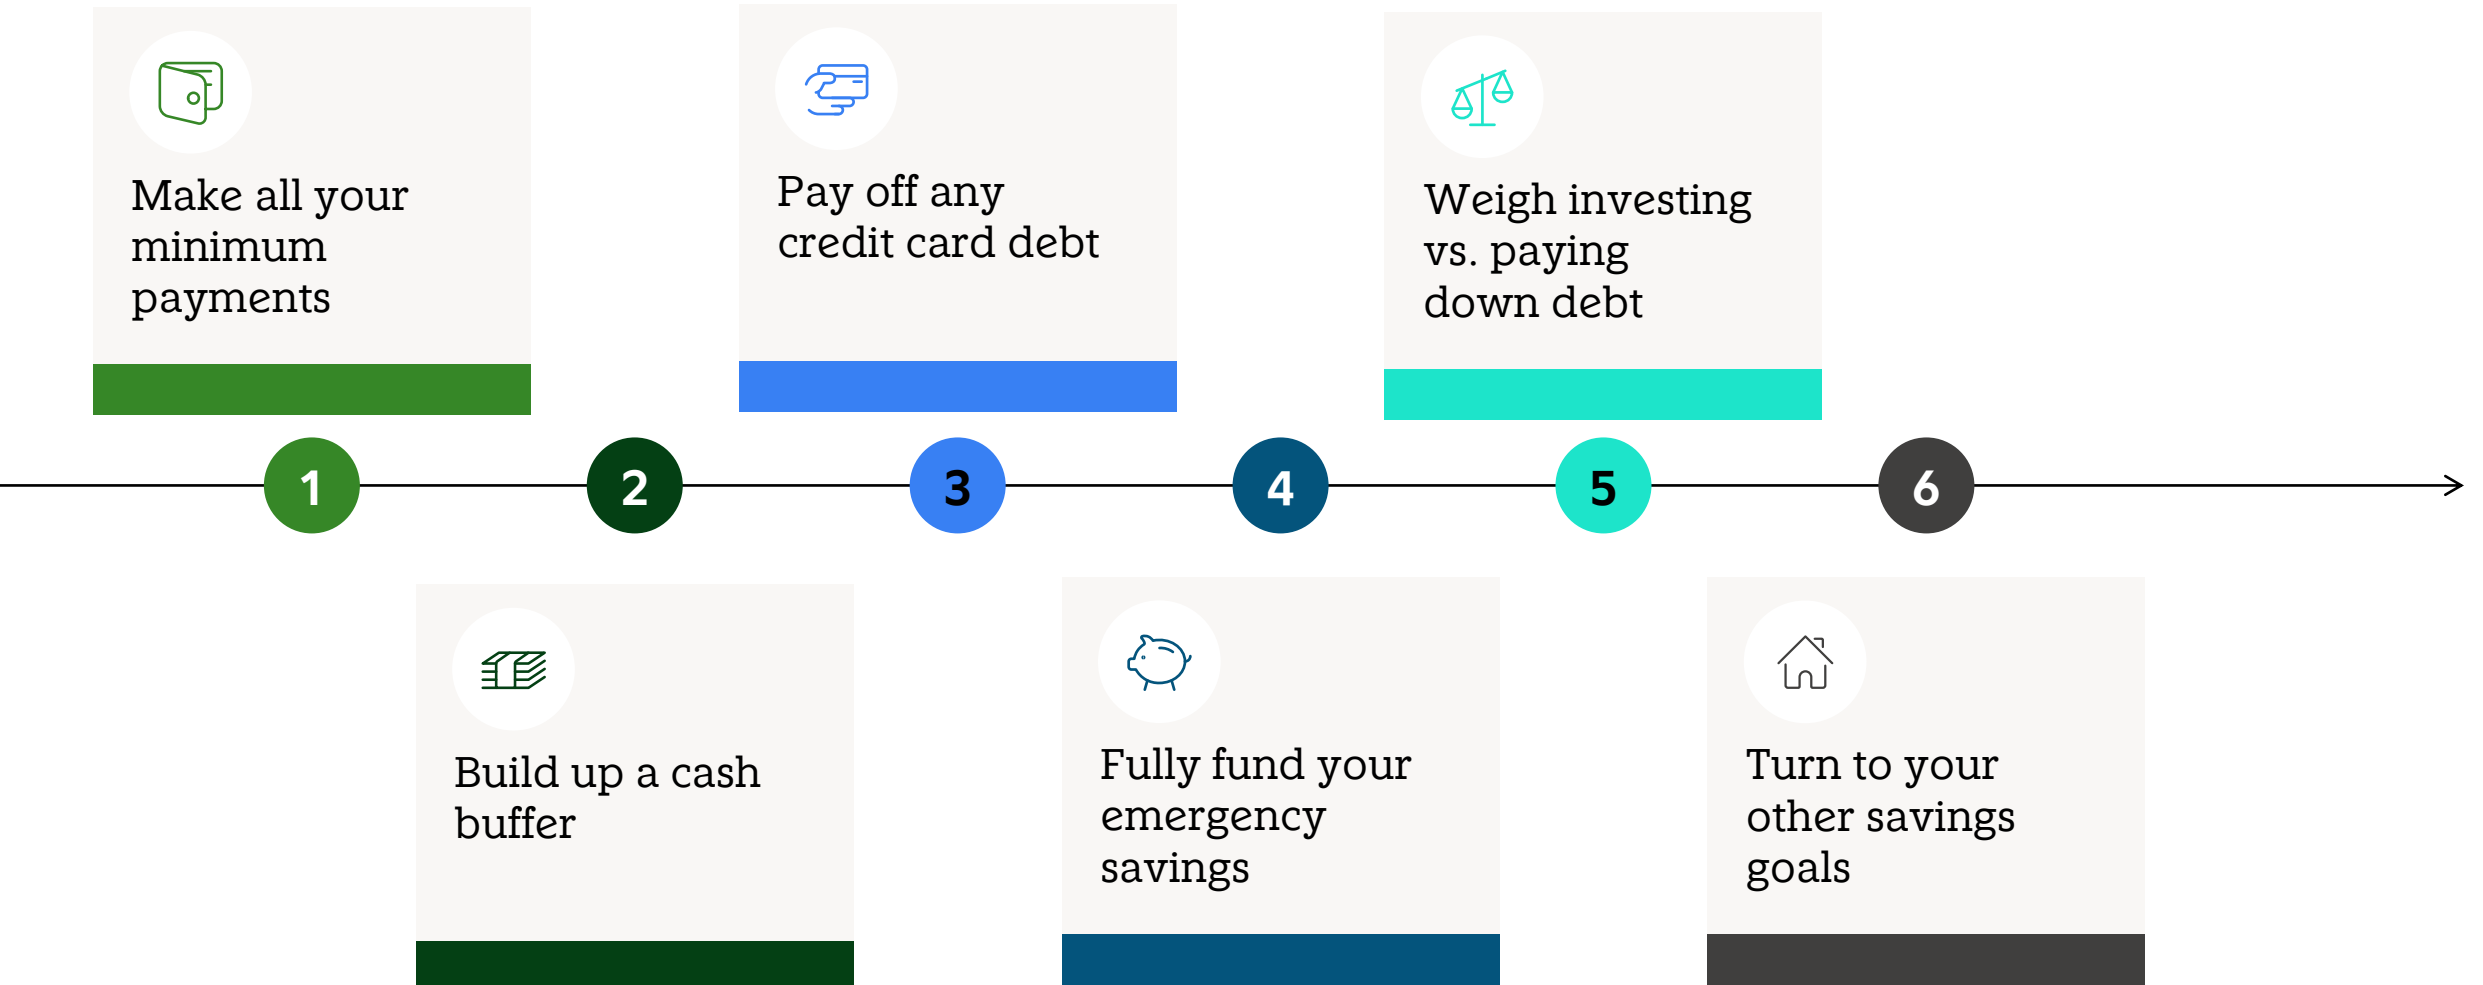 Make all your
minimum
payments
Pay off any
credit card debt
Weigh investing
vs. paying
down debt
1
2
3
4
5
6
Build up a cash
buffer
Fully fund your
emergency
savings
Turn to your
other savings
goals